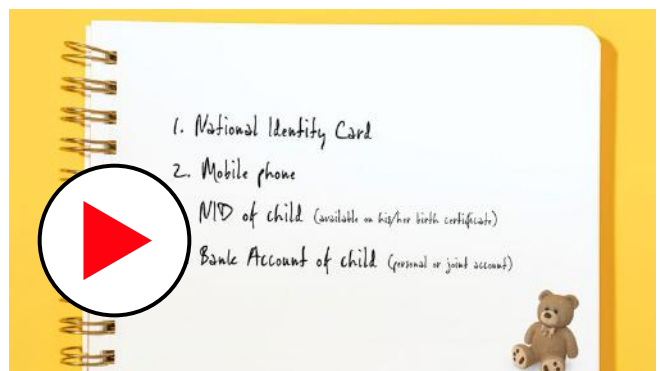 1. National Identity Card
2. Mobile phone
NID of child (available on his/her birth certificate)
Bank Account of child (personal or joint account)